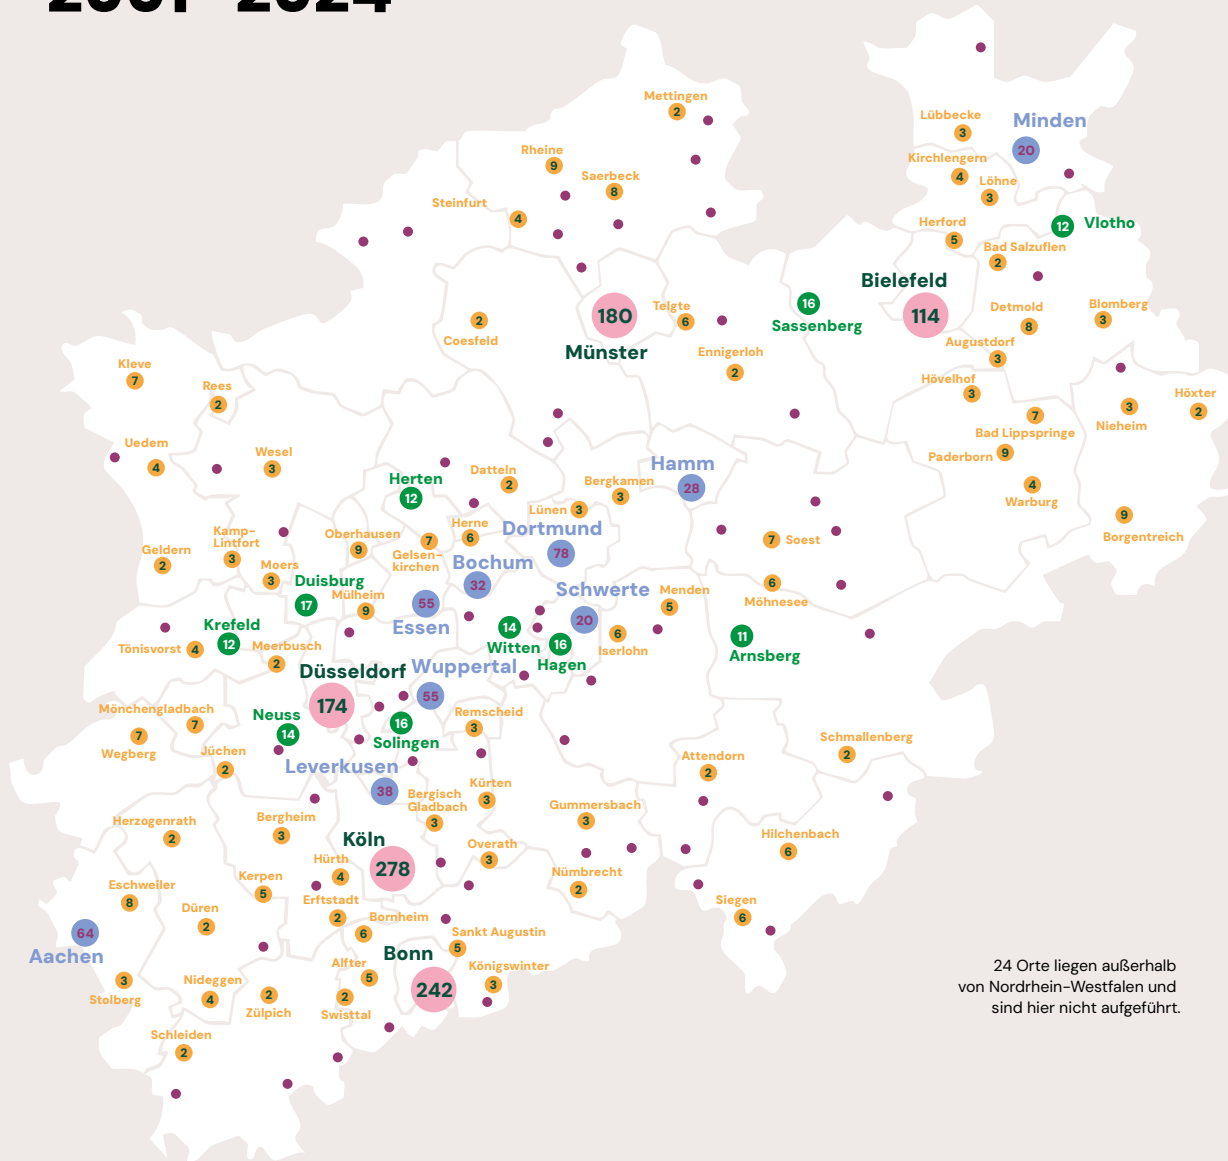 2001–2024
Mettingen
2
Lübbecke
3
Minden
20
Rheine
9
Saerbeck
8
Kirchlengern
4
Löhne
3
Steinfurt
4
Herford
5
12
Vlotho
Bad Salzuflen
2
Bielefeld
114
16
Sassenberg
180
Münster
Telgte
6
Detmold
8
Blomberg
3
2
Coesfeld
Augustdorf
3
Ennigerloh
2
Kleve
7
Rees
2
Hövelhof
3
Höxter
2
3
Nieheim
7
Bad Lippspringe
Uedem
4
Wesel
3
Paderborn
9
Herten
12
Datteln
2
Bergkamen
3
Hamm
28
4
Warburg
Lünen
3
9
Borgentreich
Kamp-
Lintfort
3
Oberhausen
9
7
Gelsen-
kirchen
Herne
6
Dortmund
78
7
Soest
Geldern
2
Moers
3
Bochum
32
Duisburg
17
Mülheim
9
55
Essen
Schwerte
20
Menden
5
6
Möhnesee
Krefeld
12
14
Witten
16
Hagen
6
Iserlohn
11
Arnsberg
Tönisvorst
4
Meerbusch
2
Düsseldorf
174
Wuppertal
55
Mönchengladbach
7
7
Wegberg
Neuss
14
16
Solingen
Remscheid
3
Jüchen
2
Leverkusen
38
Schmallenberg
2
Attendorn
2
Bergisch
Gladbach
3
Kürten
3
Gummersbach
3
Herzogenrath
2
Bergheim
3
Köln
278
Hilchenbach
6
Hürth
4
Overath
3
Eschweiler
8
Kerpen
5
Nümbrecht
2
Düren
2
Erftstadt
2
Bornheim
6
Siegen
6
64
Aachen
Sankt Augustin
5
Bonn
242
3
Stolberg
Nideggen
4
2
Zülpich
Alfter
5
2
Swisttal
Königswinter
3
Schleiden
2
24 Orte liegen außerhalb
von Nordrhein-Westfalen und
sind hier nicht aufgeführt.